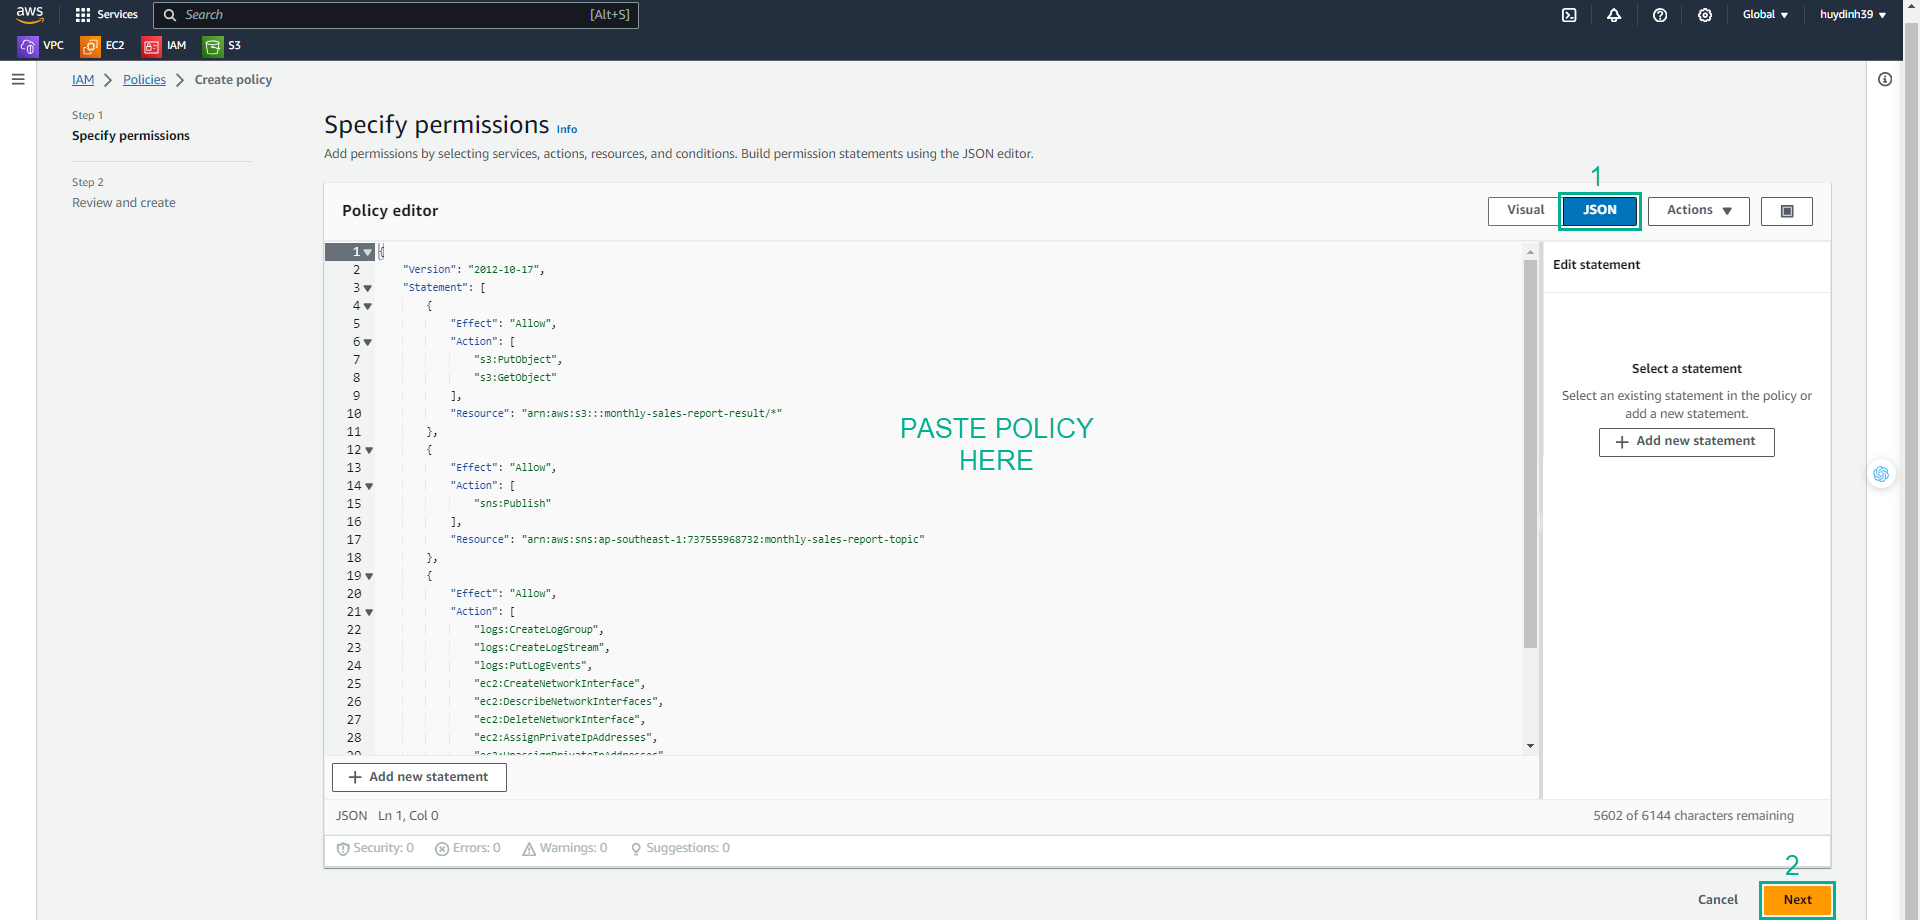 aws
Services
Search
[Alt+S]
Global
huydinh39
VPC
EC2
IAM
S3
IAM
Policies
Create policy
Step 1
Specify permissions
Step 2
Review and create
Specify permissions Info
Add permissions by selecting services, actions, resources, and conditions. Build permission statements using the JSON editor.
1
Policy editor
Visual
JSON
Actions
1 {
2 "Version": "2012-10-17",
3 "Statement": [
4 {
5 "Effect": "Allow",
6 "Action": [
7 "s3:PutObject",
8 "s3:GetObject"
9 ],
10 "Resource": "arn:aws:s3:::monthly-sales-report-result/*"
11 },
12 {
13 "Effect": "Allow",
14 "Action": [
15 "sns:Publish"
16 ],
17 "Resource": "arn:aws:sns:ap-southeast-1:737555968732:monthly-sales-report-topic"
18 },
19 {
20 "Effect": "Allow",
21 "Action": [
22 "logs:CreateLogGroup",
23 "logs:CreateLogStream",
24 "logs:PutLogEvents",
25 "ec2:CreateNetworkInterface",
26 "ec2:DescribeNetworkInterfaces",
27 "ec2:DeleteNetworkInterface",
28 "ec2:AssignPrivateIpAddresses",
29 "ec2:UnassignPrivateIpAddresses"
PASTE POLICY
HERE
Edit statement
Select a statement
Select an existing statement in the policy or
add a new statement.
Add new statement
Add new statement
JSON Ln 1, Col 0
5602 of 6144 characters remaining
Security: 0
Errors: 0
Warnings: 0
Suggestions: 0
2
Cancel
Next